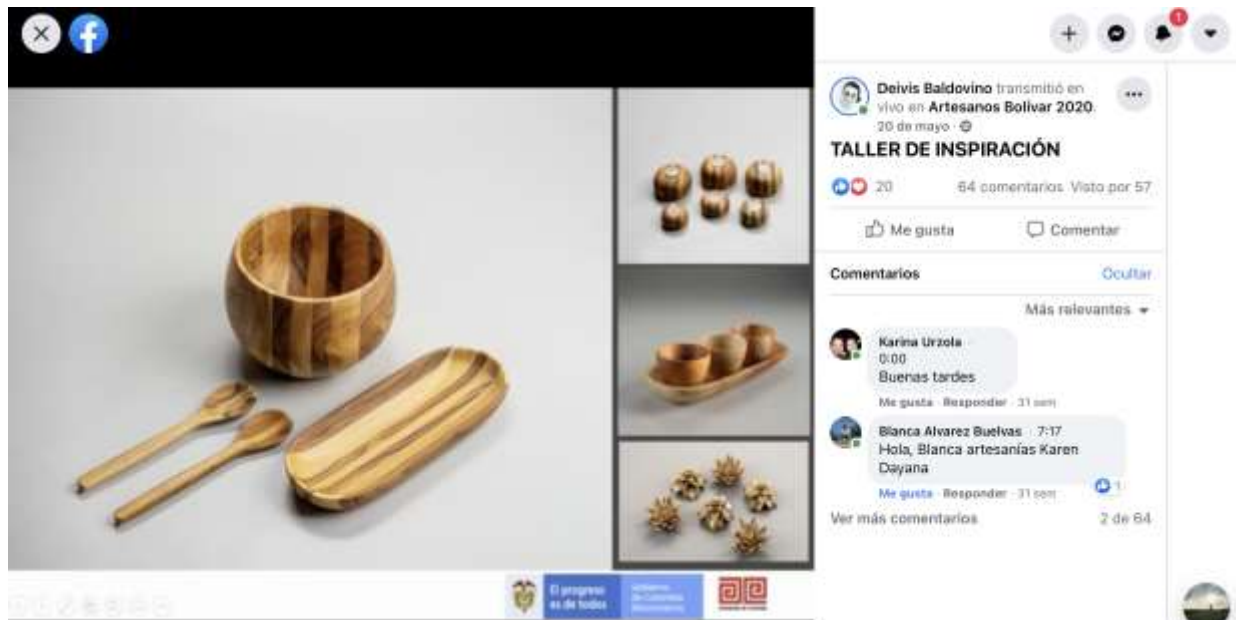 1
Deivis Baldovino transmitió en
vivo en Artesanos Bolivar 2020.
20 de mayo ·
TALLER DE INSPIRACIÓN
20
64 comentarios Visto por 57
Me gusta
Comentar
Comentarios
Ocultar
Más relevantes
Karina Urzola
0:00
Buenas tardes
Me gusta · Responder · 31 sem
Blanca Alvarez Buelvas · 7:17
Hola, Blanca artesanías Karen
Dayana
1
Me gusta · Responder · 31 sem
Ver más comentarios
2 de 64
El progreso
es de todos